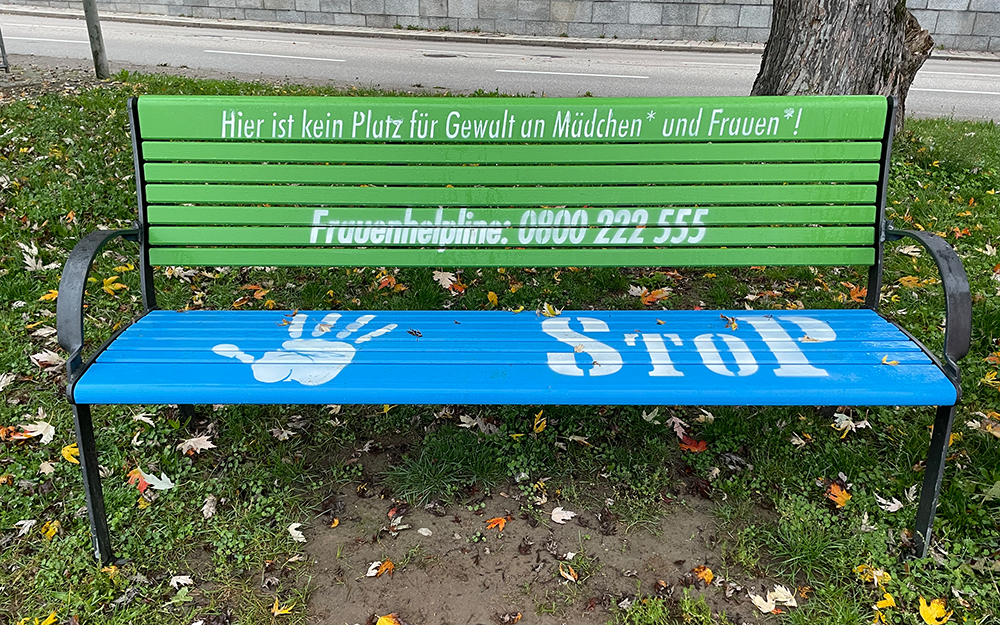 Hier ist kein Platz für Gewalt an Mädchen* und Frauen*!
Frauenhelpline: 0800 222 555
SToP